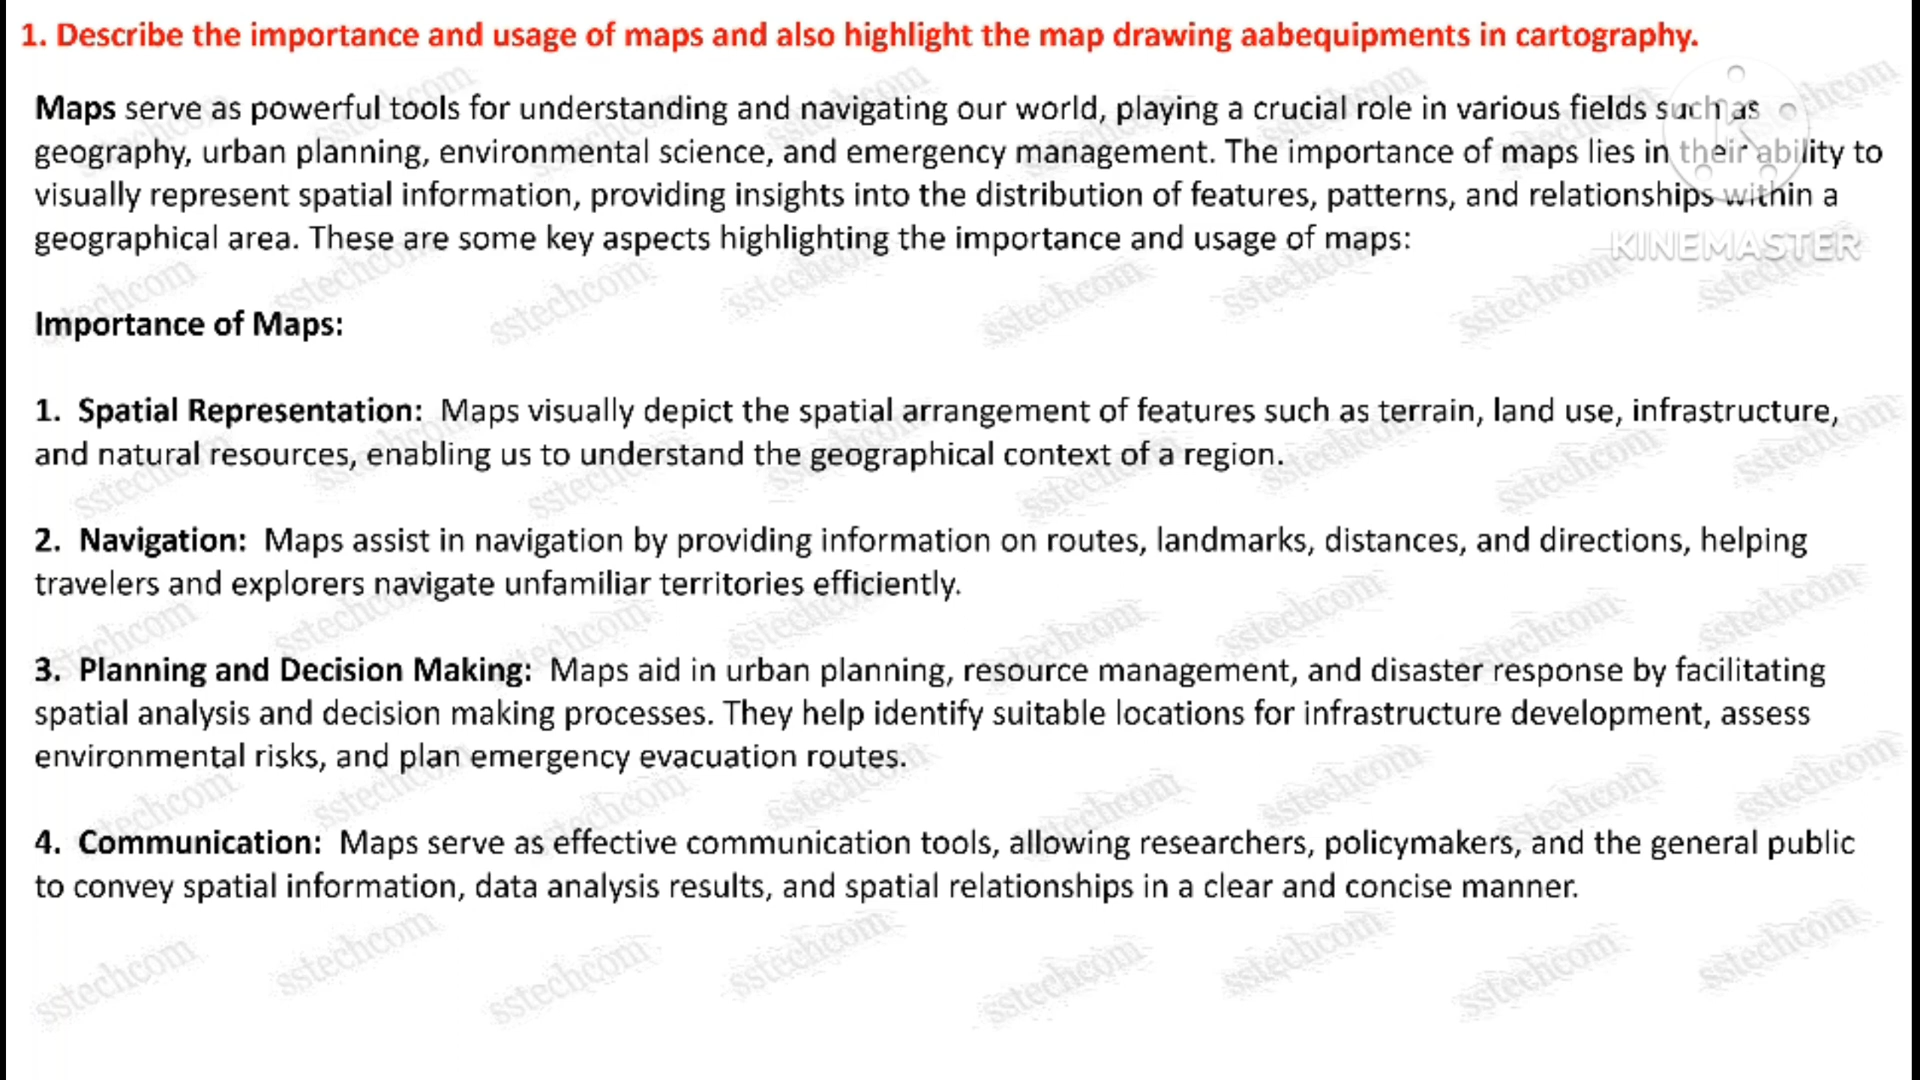 1. Describe the importance and usage of maps and also highlight the map drawing aabequipments in cartography.
Maps serve as powerful tools for understanding and navigating our world, playing a crucial role in various fields such as
geography, urban planning, environmental science, and emergency management. The importance of maps lies in their ability to
visually represent spatial information, providing insights into the distribution of features, patterns, and relationships within a
geographical area. These are some key aspects highlighting the importance and usage of maps:
KINEMASTER
Importance of Maps:
1. Spatial Representation: Maps visually depict the spatial arrangement of features such as terrain, land use, infrastructure,
and natural resources, enabling us to understand the geographical context of a region.
2. Navigation: Maps assist in navigation by providing information on routes, landmarks, distances, and directions, helping
travelers and explorers navigate unfamiliar territories efficiently.
3. Planning and Decision Making: Maps aid in urban planning, resource management, and disaster response by facilitating
spatial analysis and decision making processes. They help identify suitable locations for infrastructure development, assess
environmental risks, and plan emergency evacuation routes.
4. Communication: Maps serve as effective communication tools, allowing researchers, policymakers, and the general public
to convey spatial information, data analysis results, and spatial relationships in a clear and concise manner.
sstechcom sstechcom sstechcom sstechcom sstechcom sstechcom sstechcom sstechcom